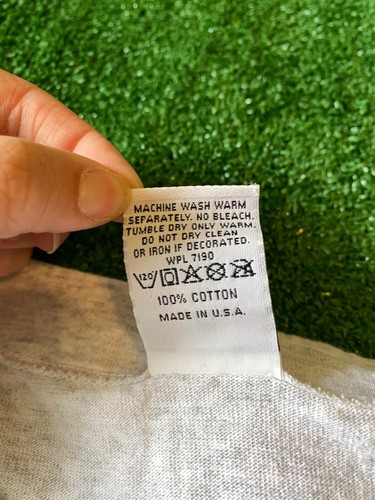 MACHINE WASH WARM
SEPARATELY. NO BLEACH.
TUMBLE DRY ONLY WARM.
DO NOT DRY CLEAN
OR IRON IF DECORATED.
WPL 7190
120°
100% COTTON
MADE IN U.S.A.